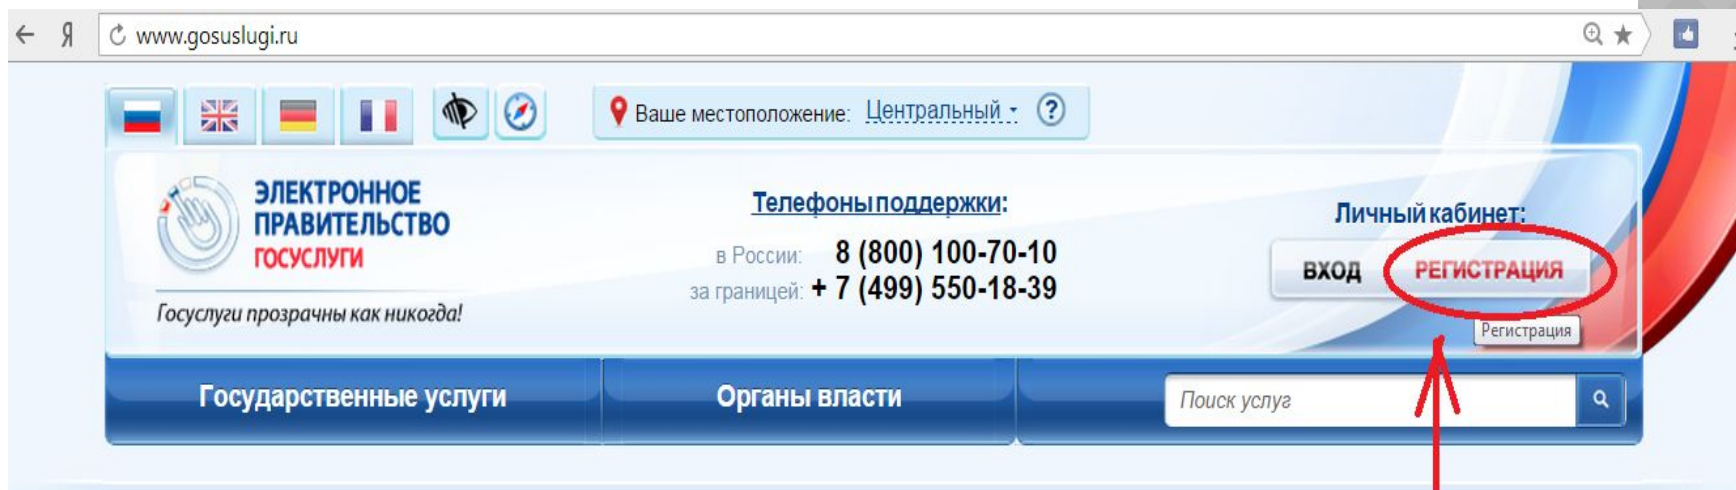 Я www.gosuslugi.ru
Ваше местоположение: Центральный ?
ЭЛЕКТРОННОЕ
ПРАВИТЕЛЬСТВО
ГОСУСЛУГИ
Госуслуги прозрачны как никогда!
Телефоны поддержки:
в России: 8 (800) 100-70-10
за границей: + 7 (499) 550-18-39
Личный кабинет:
ВХОД РЕГИСТРАЦИЯ
Регистрация
Государственные услуги Органы власти Поиск услуг